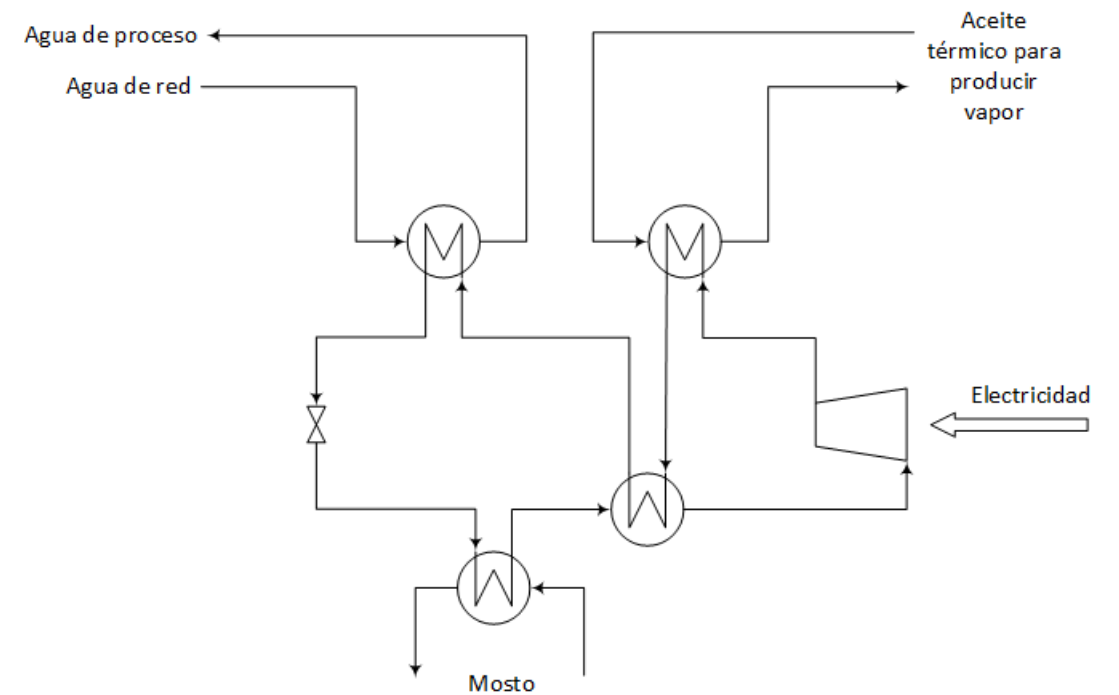 Agua de proceso
Agua de red
Aceite
térmico para
producir
vapor
Electricidad
Mosto